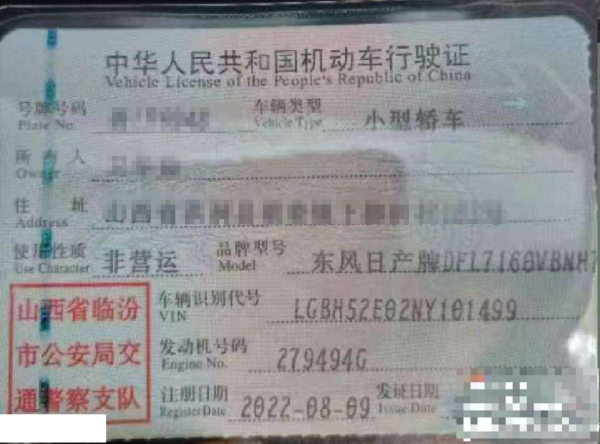 中华人民共和国机动车行驶证
Vehicle License of the People's Republic of China
号牌号码 车辆类型 小型轿车
Plate No. Vehicle Type
所有人
Owner
住址 山西省
Address
使用性质 非营运 品牌型号 东风日产牌DFL7160VBNH7
Use Character Model
山西省临汾 车辆识别代号 LGBH52E02NY101499
VIN
市公安局交 发动机号码 279494G
Engine No.
通警察支队 注册日期 2022-08-09 发证日期
Register Date Issue Date